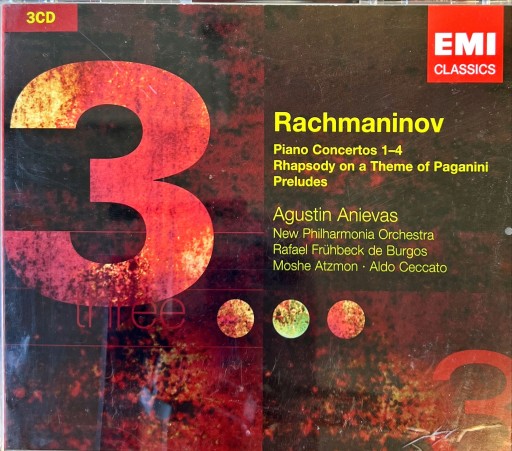 3CD
EMI
CLASSICS
3
Rachmaninov
Piano Concertos 1–4
Rhapsody on a Theme of Paganini
Preludes
Agustin Anievas
New Philharmonia Orchestra
Rafael Frühbeck de Burgos
Moshe Atzmon · Aldo Ceccato
three
3